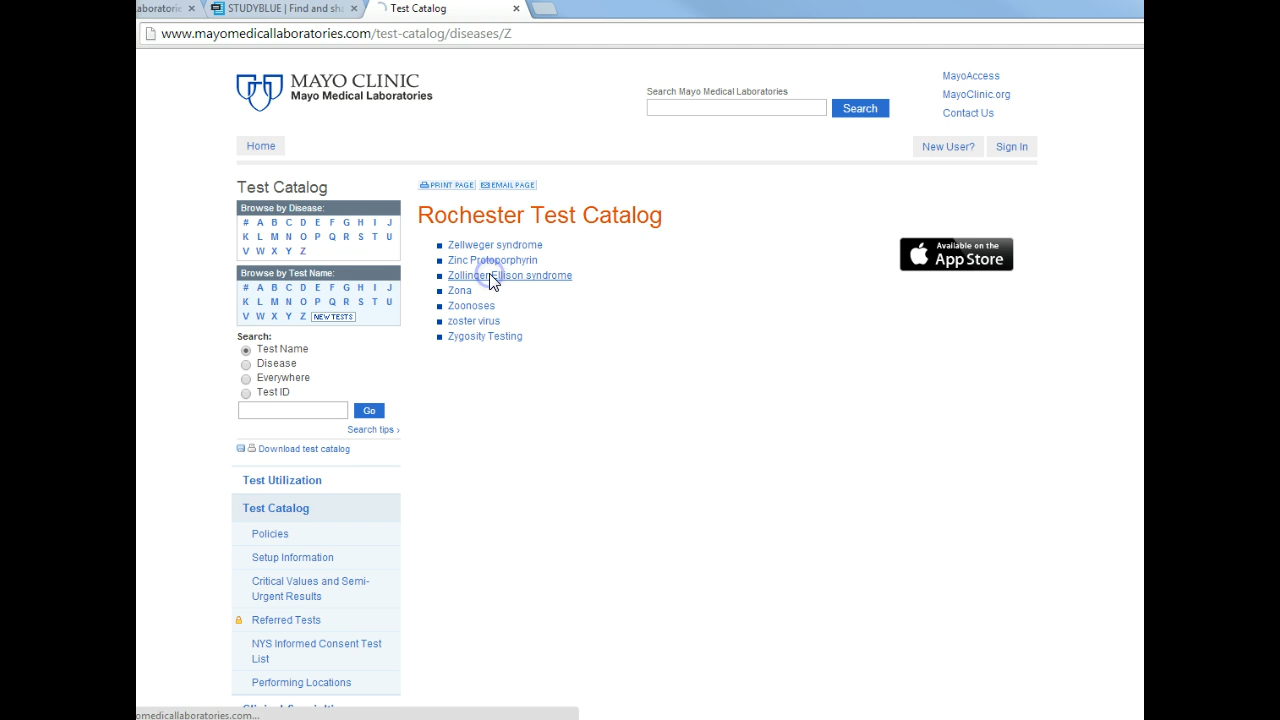 aboratories
STUDYBLUE | Find and sha
Test Catalog
www.mayomedicallaboratories.com/test-catalog/diseases/Z
MAYO CLINIC
Mayo Medical Laboratories
Search Mayo Medical Laboratories
Search
MayoAccess
MayoClinic.org
Contact Us
Home
New User?
Sign In
Test Catalog
Browse by Disease:
# A B C D E F G H I J
K L M N O P Q R S T U
V W X Y Z
Browse by Test Name:
# A B C D E F G H I J
K L M N O P Q R S T U
V W X Y Z NEW TESTS
Search:
Test Name
Disease
Everywhere
Test ID
Go
Search tips ›
Download test catalog
Test Utilization
Test Catalog
Policies
Setup Information
Critical Values and Semi-
Urgent Results
Referred Tests
NYS Informed Consent Test
List
Performing Locations
PRINT PAGE EMAIL PAGE
Rochester Test Catalog
Zellweger syndrome
Zinc Protoporphyrin
Zollinger Ellison syndrome
Zona
Zoonoses
zoster virus
Zygosity Testing
Available on the
App Store
omedicallaboratories.com...